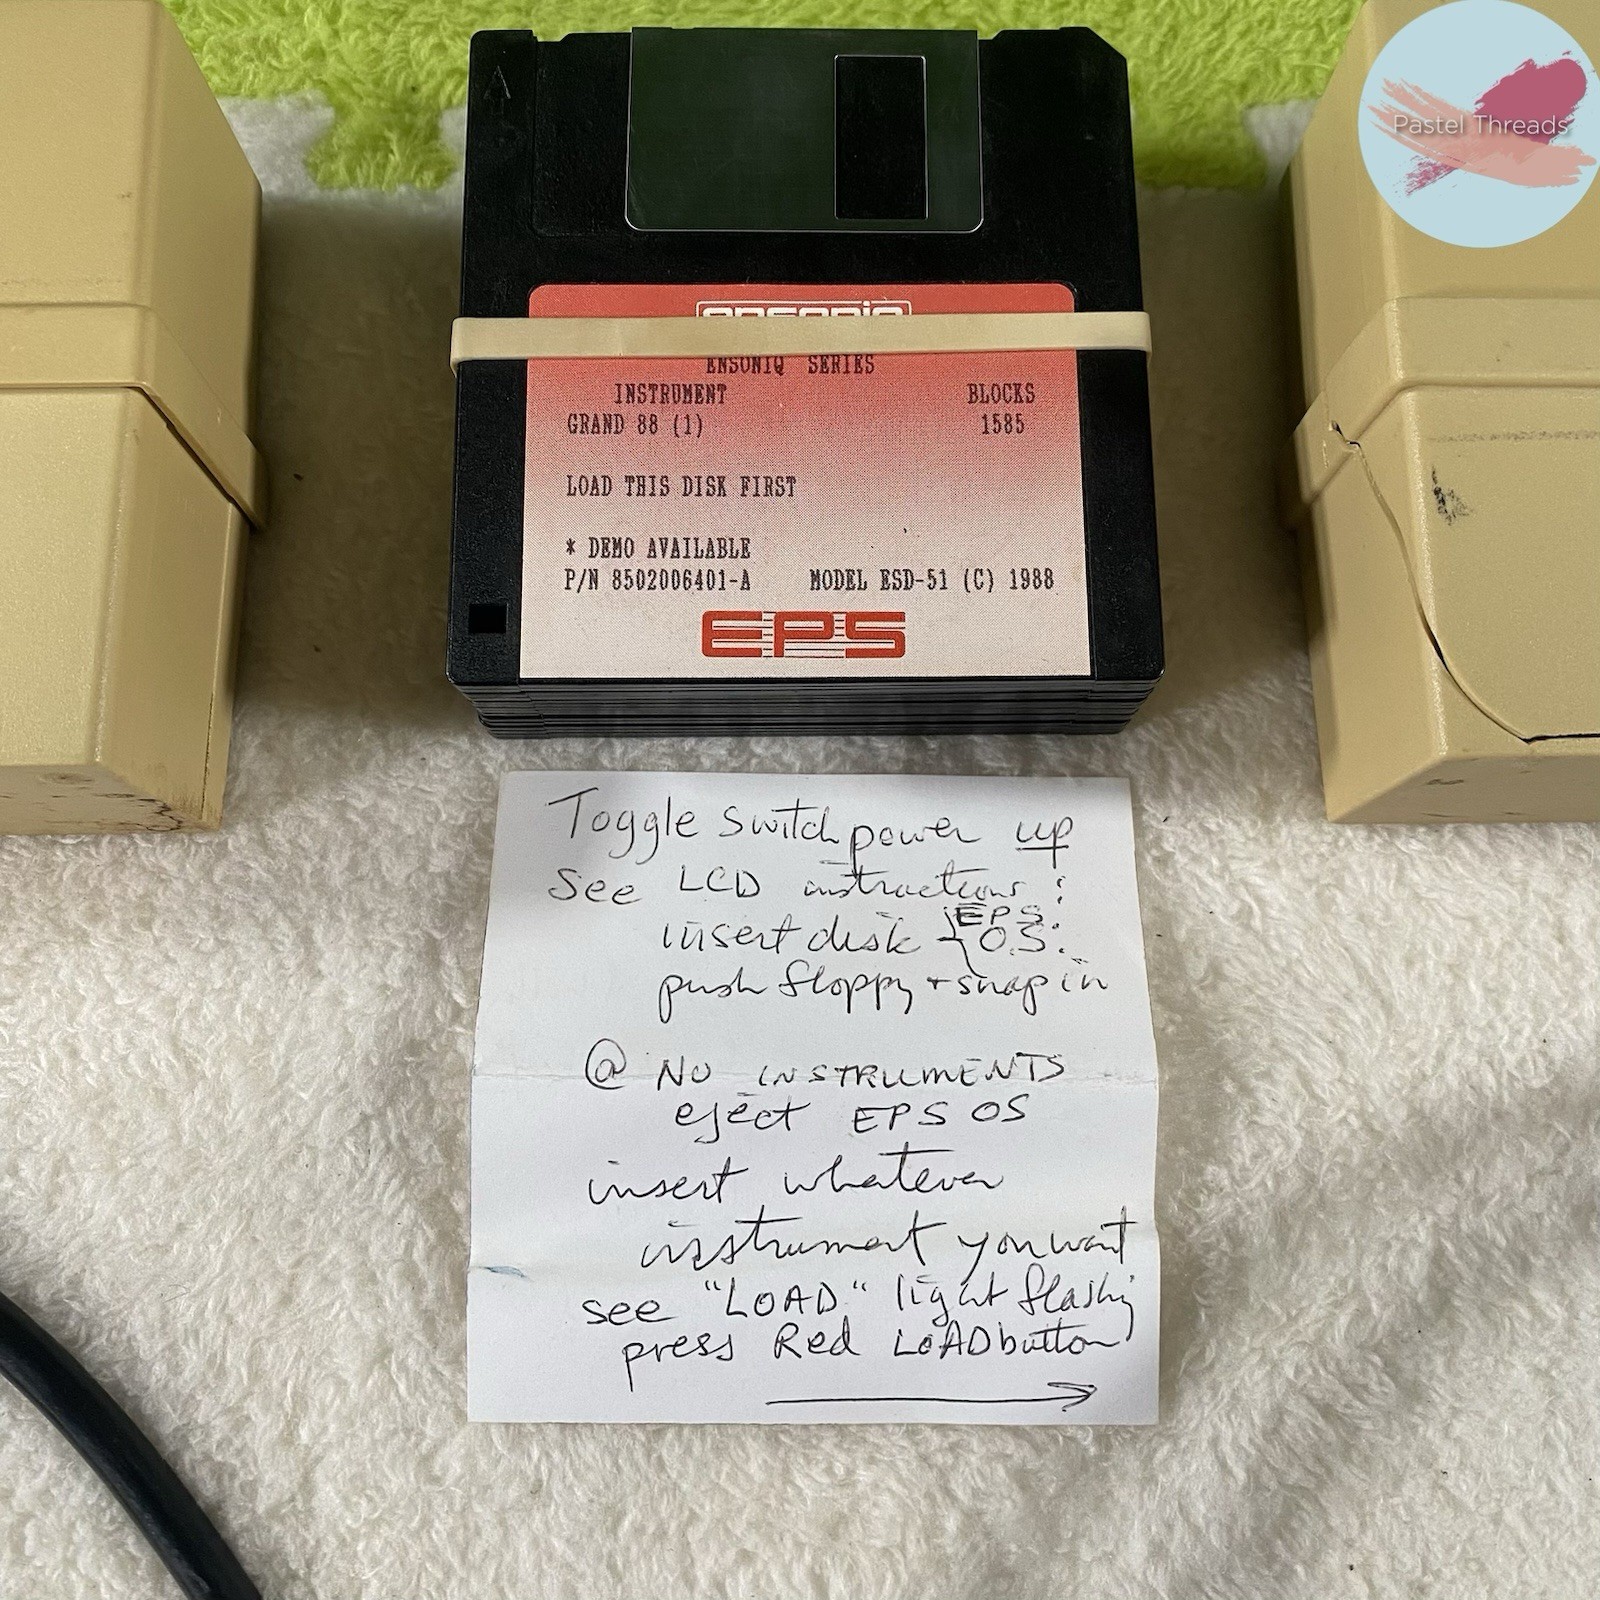 Pastel Threads
ensoniq
ENSONIQ SERIES
INSTRUMENT BLOCKS
GRAND 88 (1) 1585
LOAD THIS DISK FIRST
* DEMO AVAILABLE
P/N 8502006401-A MODEL ESD-51 (C) 1988
EPS
Toggle switch power up
See LCD instructions:
insert disk { EPS O.S.
push floppy + snap in
@ NO INSTRUMENTS
eject EPS OS
insert whatever
instrument you want
see "LOAD" light flashing
press Red LOAD button
→